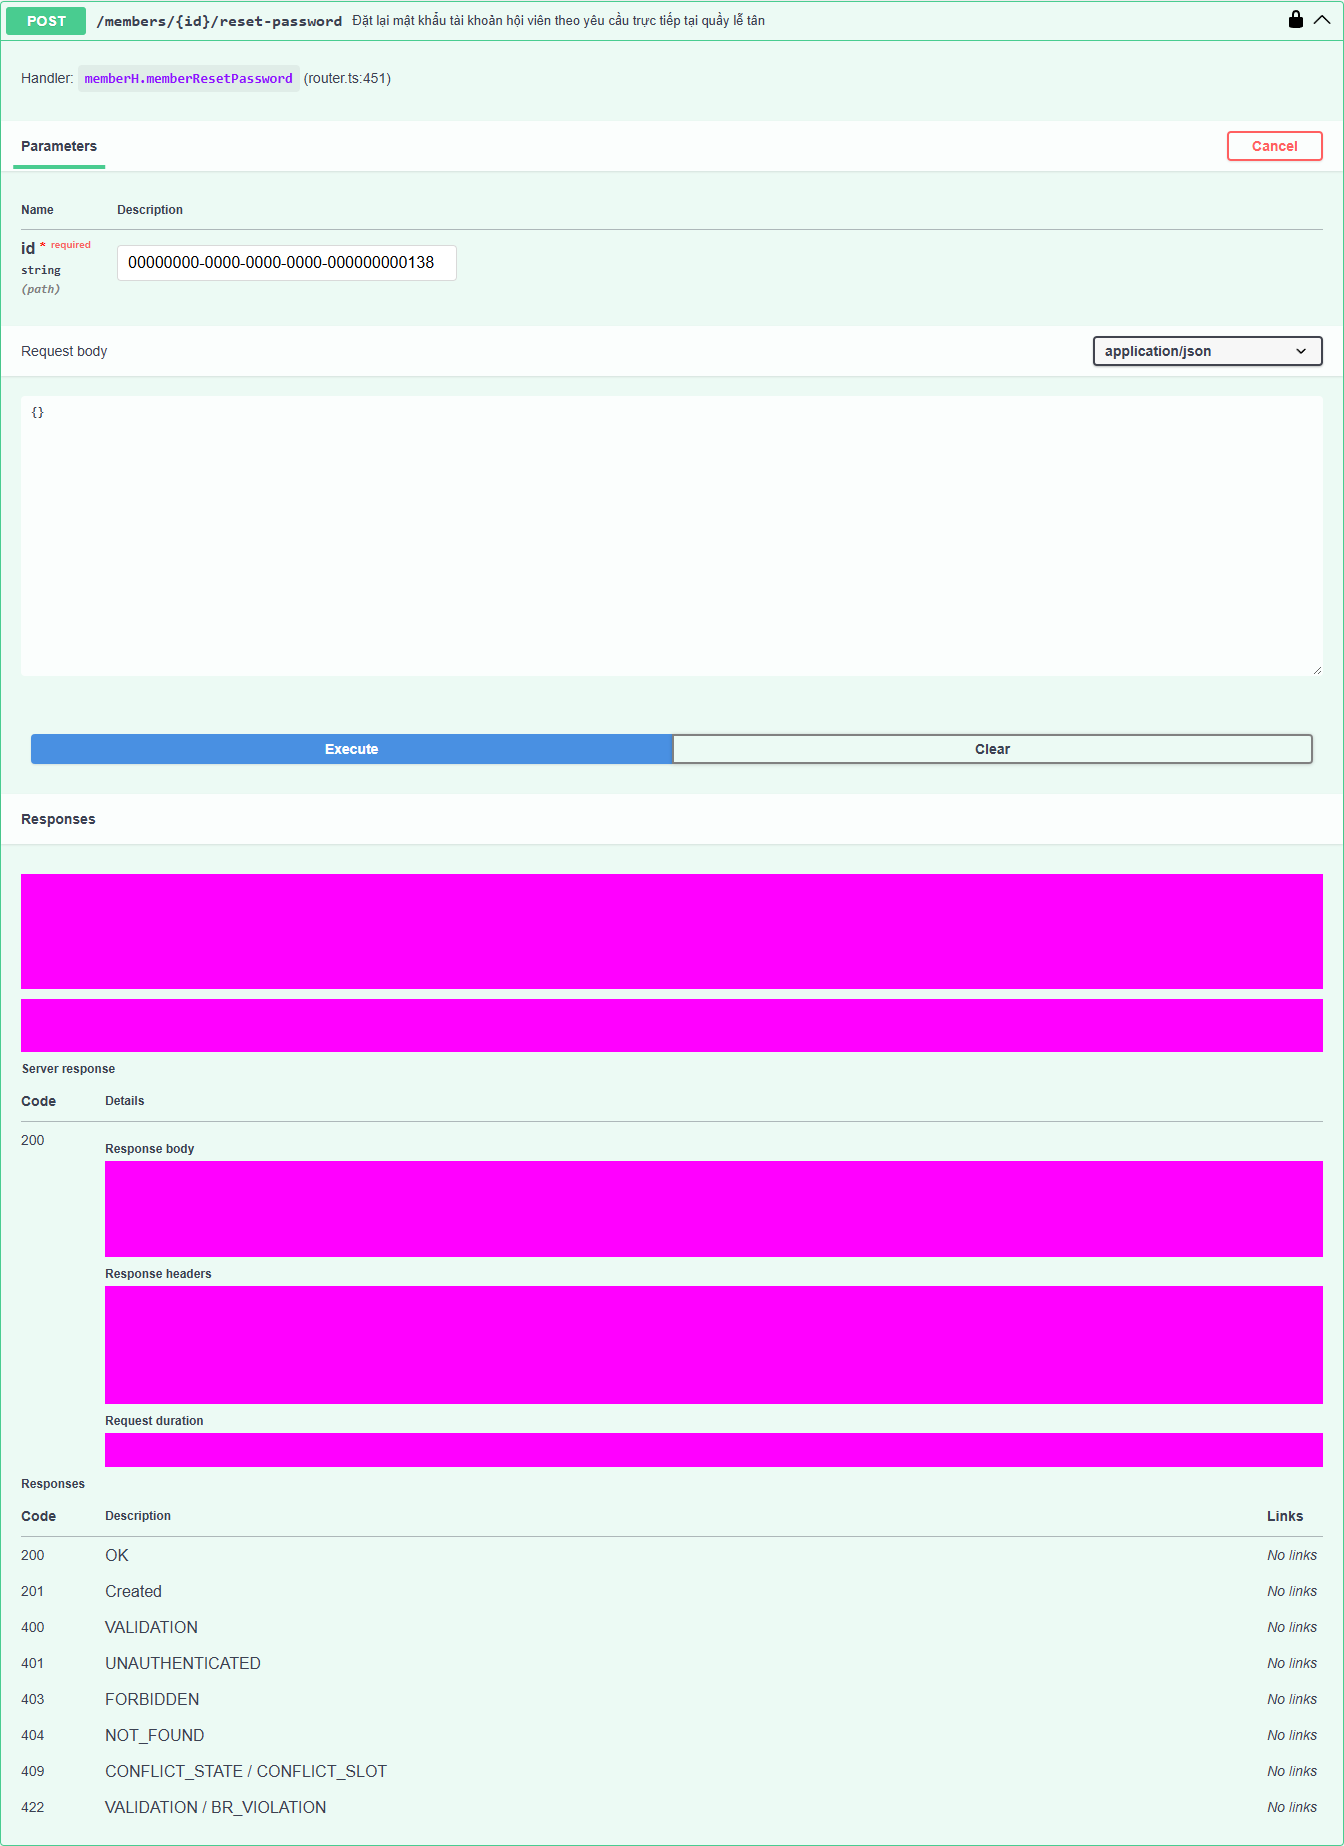 POST /members/{id}/reset-password Đặt lại mật khẩu tài khoản hội viên theo yêu cầu trực tiếp tại quầy lễ tân
Handler: memberH.memberResetPassword (router.ts:451)
Parameters
Cancel
Name Description
id * required
string
(path)
00000000-0000-0000-0000-000000000138
Request body
application/json
{}
Execute
Clear
Responses
Server response
Code Details
200
Response body
Response headers
Request duration
Responses
Code Description Links
200 OK No links
201 Created No links
400 VALIDATION No links
401 UNAUTHENTICATED No links
403 FORBIDDEN No links
404 NOT_FOUND No links
409 CONFLICT_STATE / CONFLICT_SLOT No links
422 VALIDATION / BR_VIOLATION No links